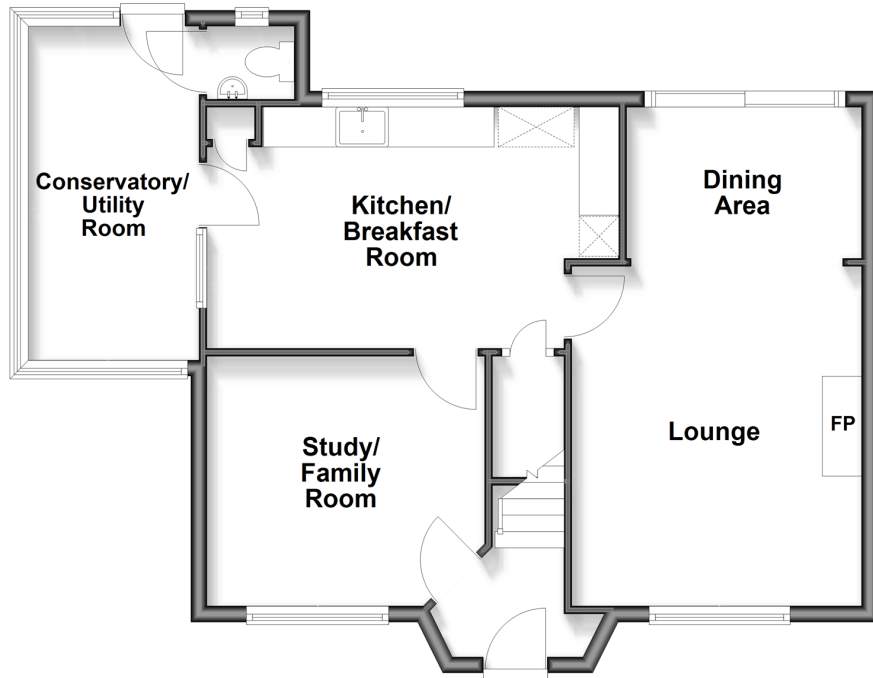 Conservatory/
Utility
Room
Kitchen/
Breakfast
Room
Dining
Area
Study/
Family
Room
Lounge
FP